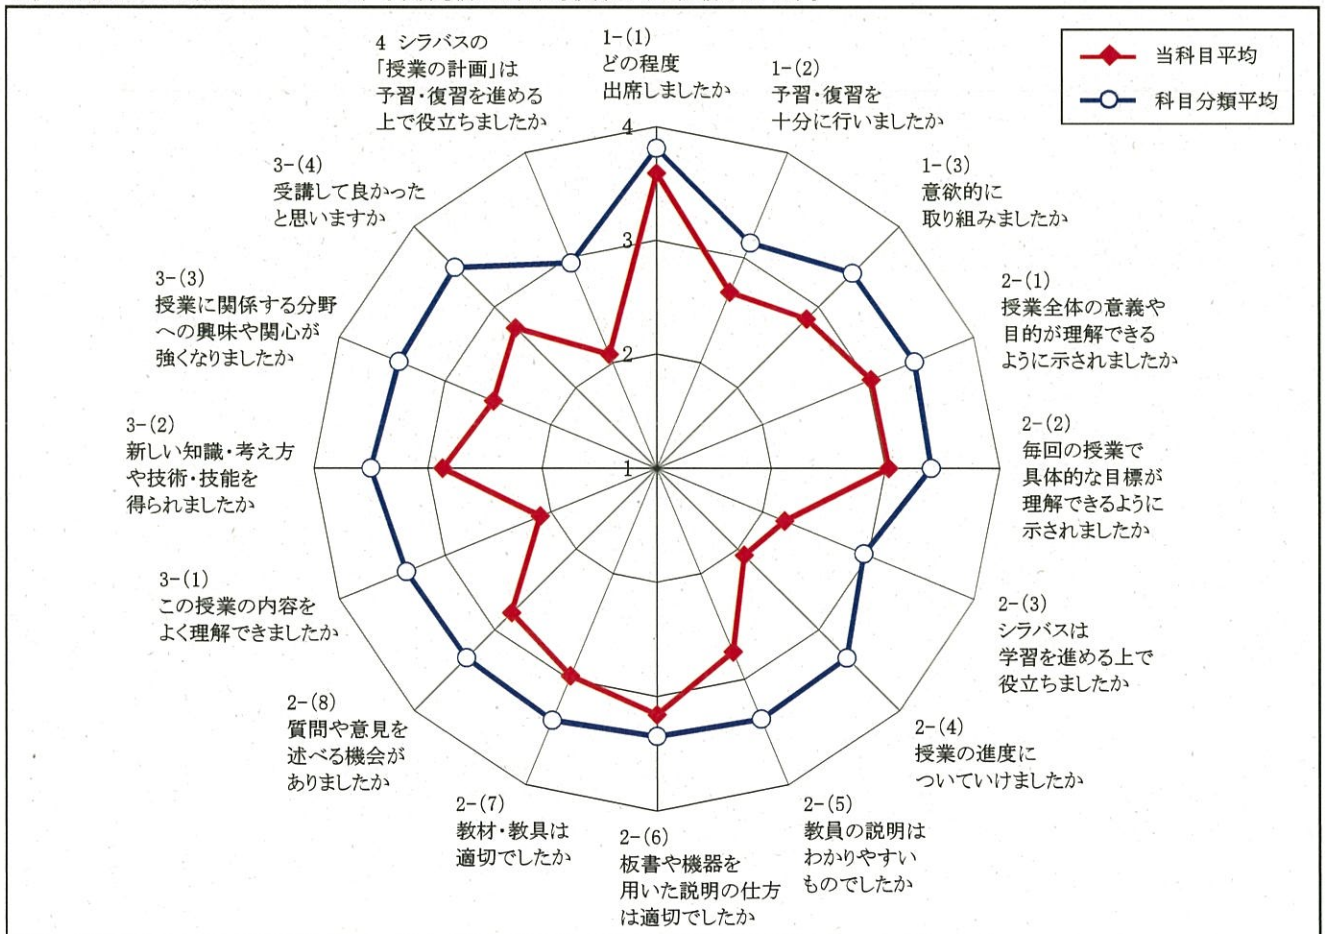 当科目平均
科目分類平均
1-(1)
どの程度
出席しましたか
1-(2)
予習・復習を
十分に行いましたか
1-(3)
意欲的に
取り組みましたか
2-(1)
授業全体の意義や
目的が理解できる
ように示されましたか
2-(2)
毎回の授業で
具体的な目標が
理解できるように
示されましたか
2-(3)
シラバスは
学習を進める上で
役立ちましたか
2-(4)
授業の進度に
ついていけましたか
2-(5)
教員の説明は
わかりやすい
ものでしたか
2-(6)
板書や機器を
用いた説明の仕方
は適切でしたか
2-(7)
教材・教具は
適切でしたか
2-(8)
質問や意見を
述べる機会が
ありましたか
3-(1)
この授業の内容を
よく理解できましたか
3-(2)
新しい知識・考え方
や技術・技能を
得られましたか
3-(3)
授業に関係する分野
への興味や関心が
強くなりましたか
3-(4)
受講して良かった
と思いますか
4 シラバスの
「授業の計画」は
予習・復習を進める
上で役立ちましたか
4
3
2
1